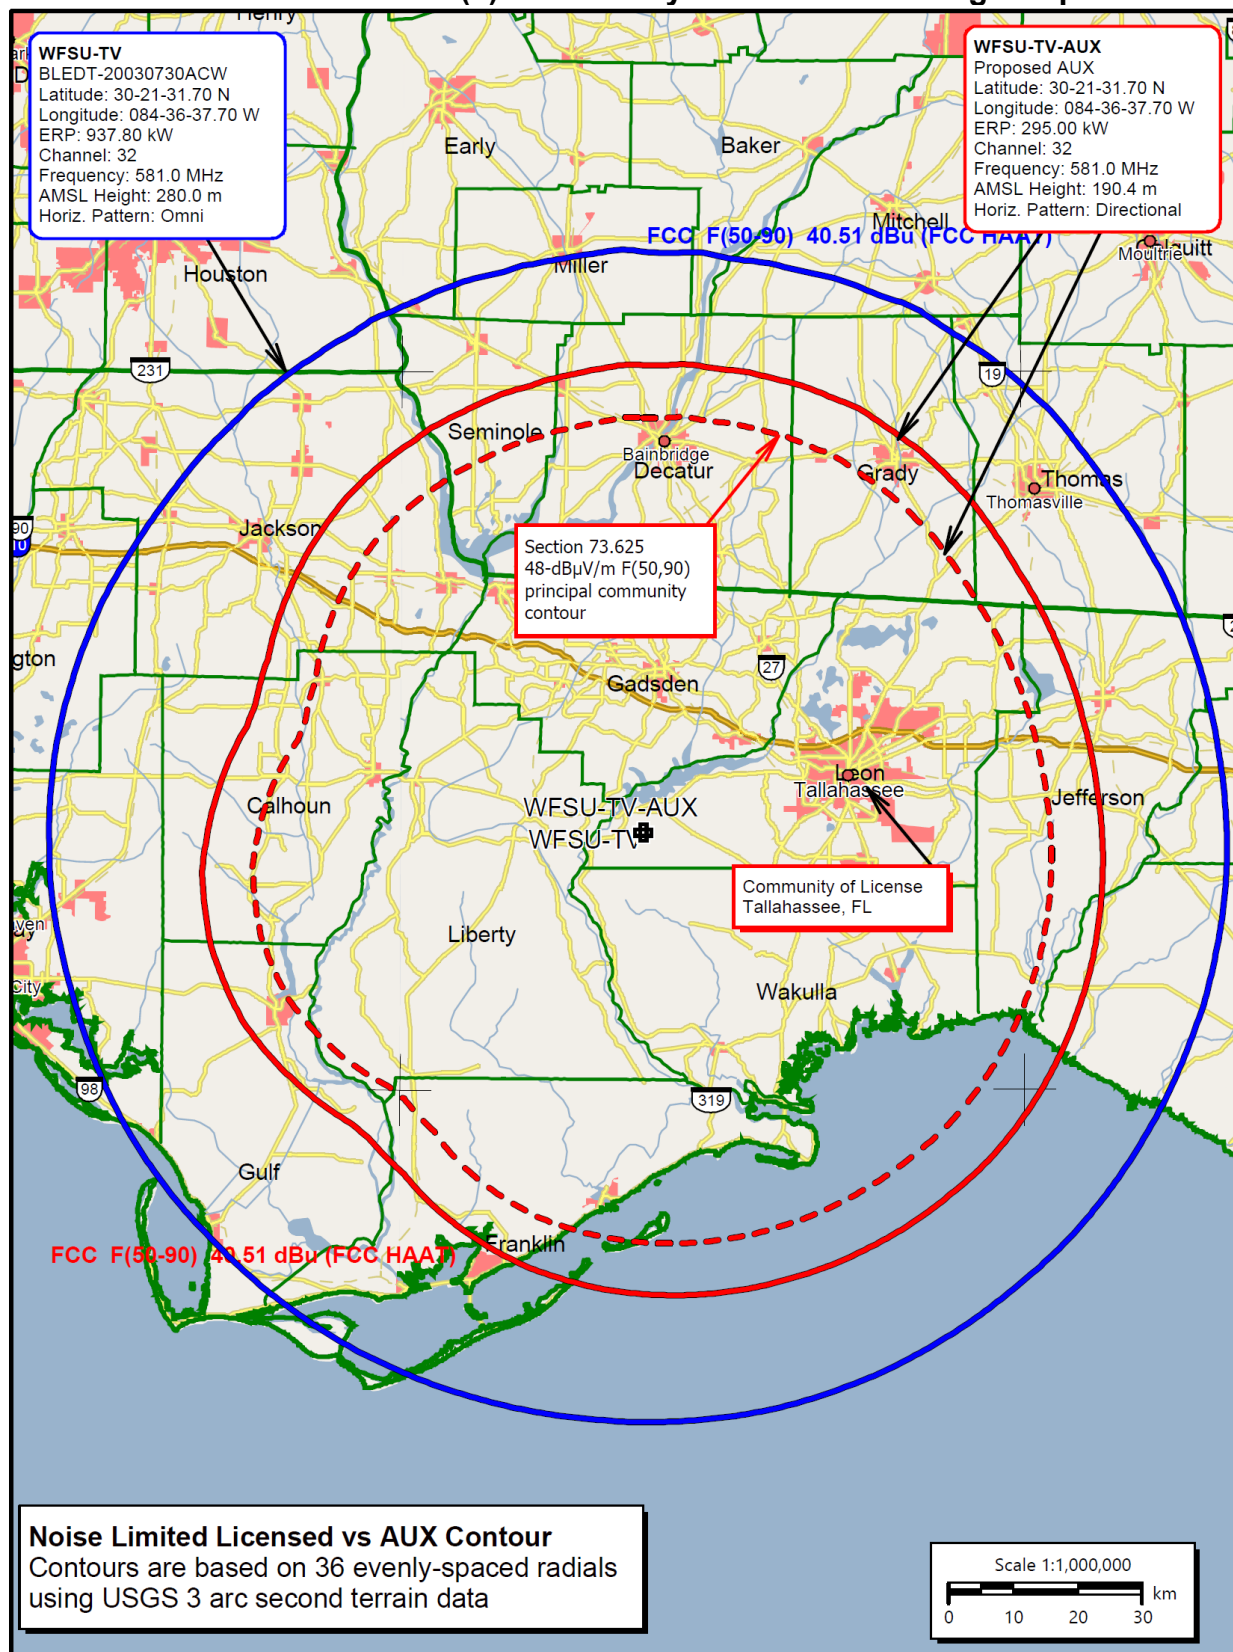 Henry
WFSU-TV
BLEDT-20030730ACW
Latitude: 30-21-31.70 N
Longitude: 084-36-37.70 W
ERP: 937.80 kW
Channel: 32
Frequency: 581.0 MHz
AMSL Height: 280.0 m
Horiz. Pattern: Omni
WFSU-TV-AUX
Proposed AUX
Latitude: 30-21-31.70 N
Longitude: 084-36-37.70 W
ERP: 295.00 kW
Channel: 32
Frequency: 581.0 MHz
AMSL Height: 190.4 m
Horiz. Pattern: Directional
Early
Baker
Mitchell
FCC F(50-90) 40.51 dBu (FCC HAAT)
Moultrie
Houston
Miller
231
19
Seminole
Bainbridge
Decatur
Grady
Thomas
Thomasville
Jackson
90
10
Section 73.625
48-dBµV/m F(50,90)
principal community
contour
gton
27
Gadsden
Leon
Tallahassee
Calhoun
Jefferson
WFSU-TV-AUX
WFSU-TV
Community of License
Tallahassee, FL
ven
City
Liberty
Wakulla
98
319
Gulf
Franklin
FCC F(50-90) 40.51 dBu (FCC HAAT)
Noise Limited Licensed vs AUX Contour
Contours are based on 36 evenly-spaced radials
using USGS 3 arc second terrain data
Scale 1:1,000,000
km
0 10 20 30